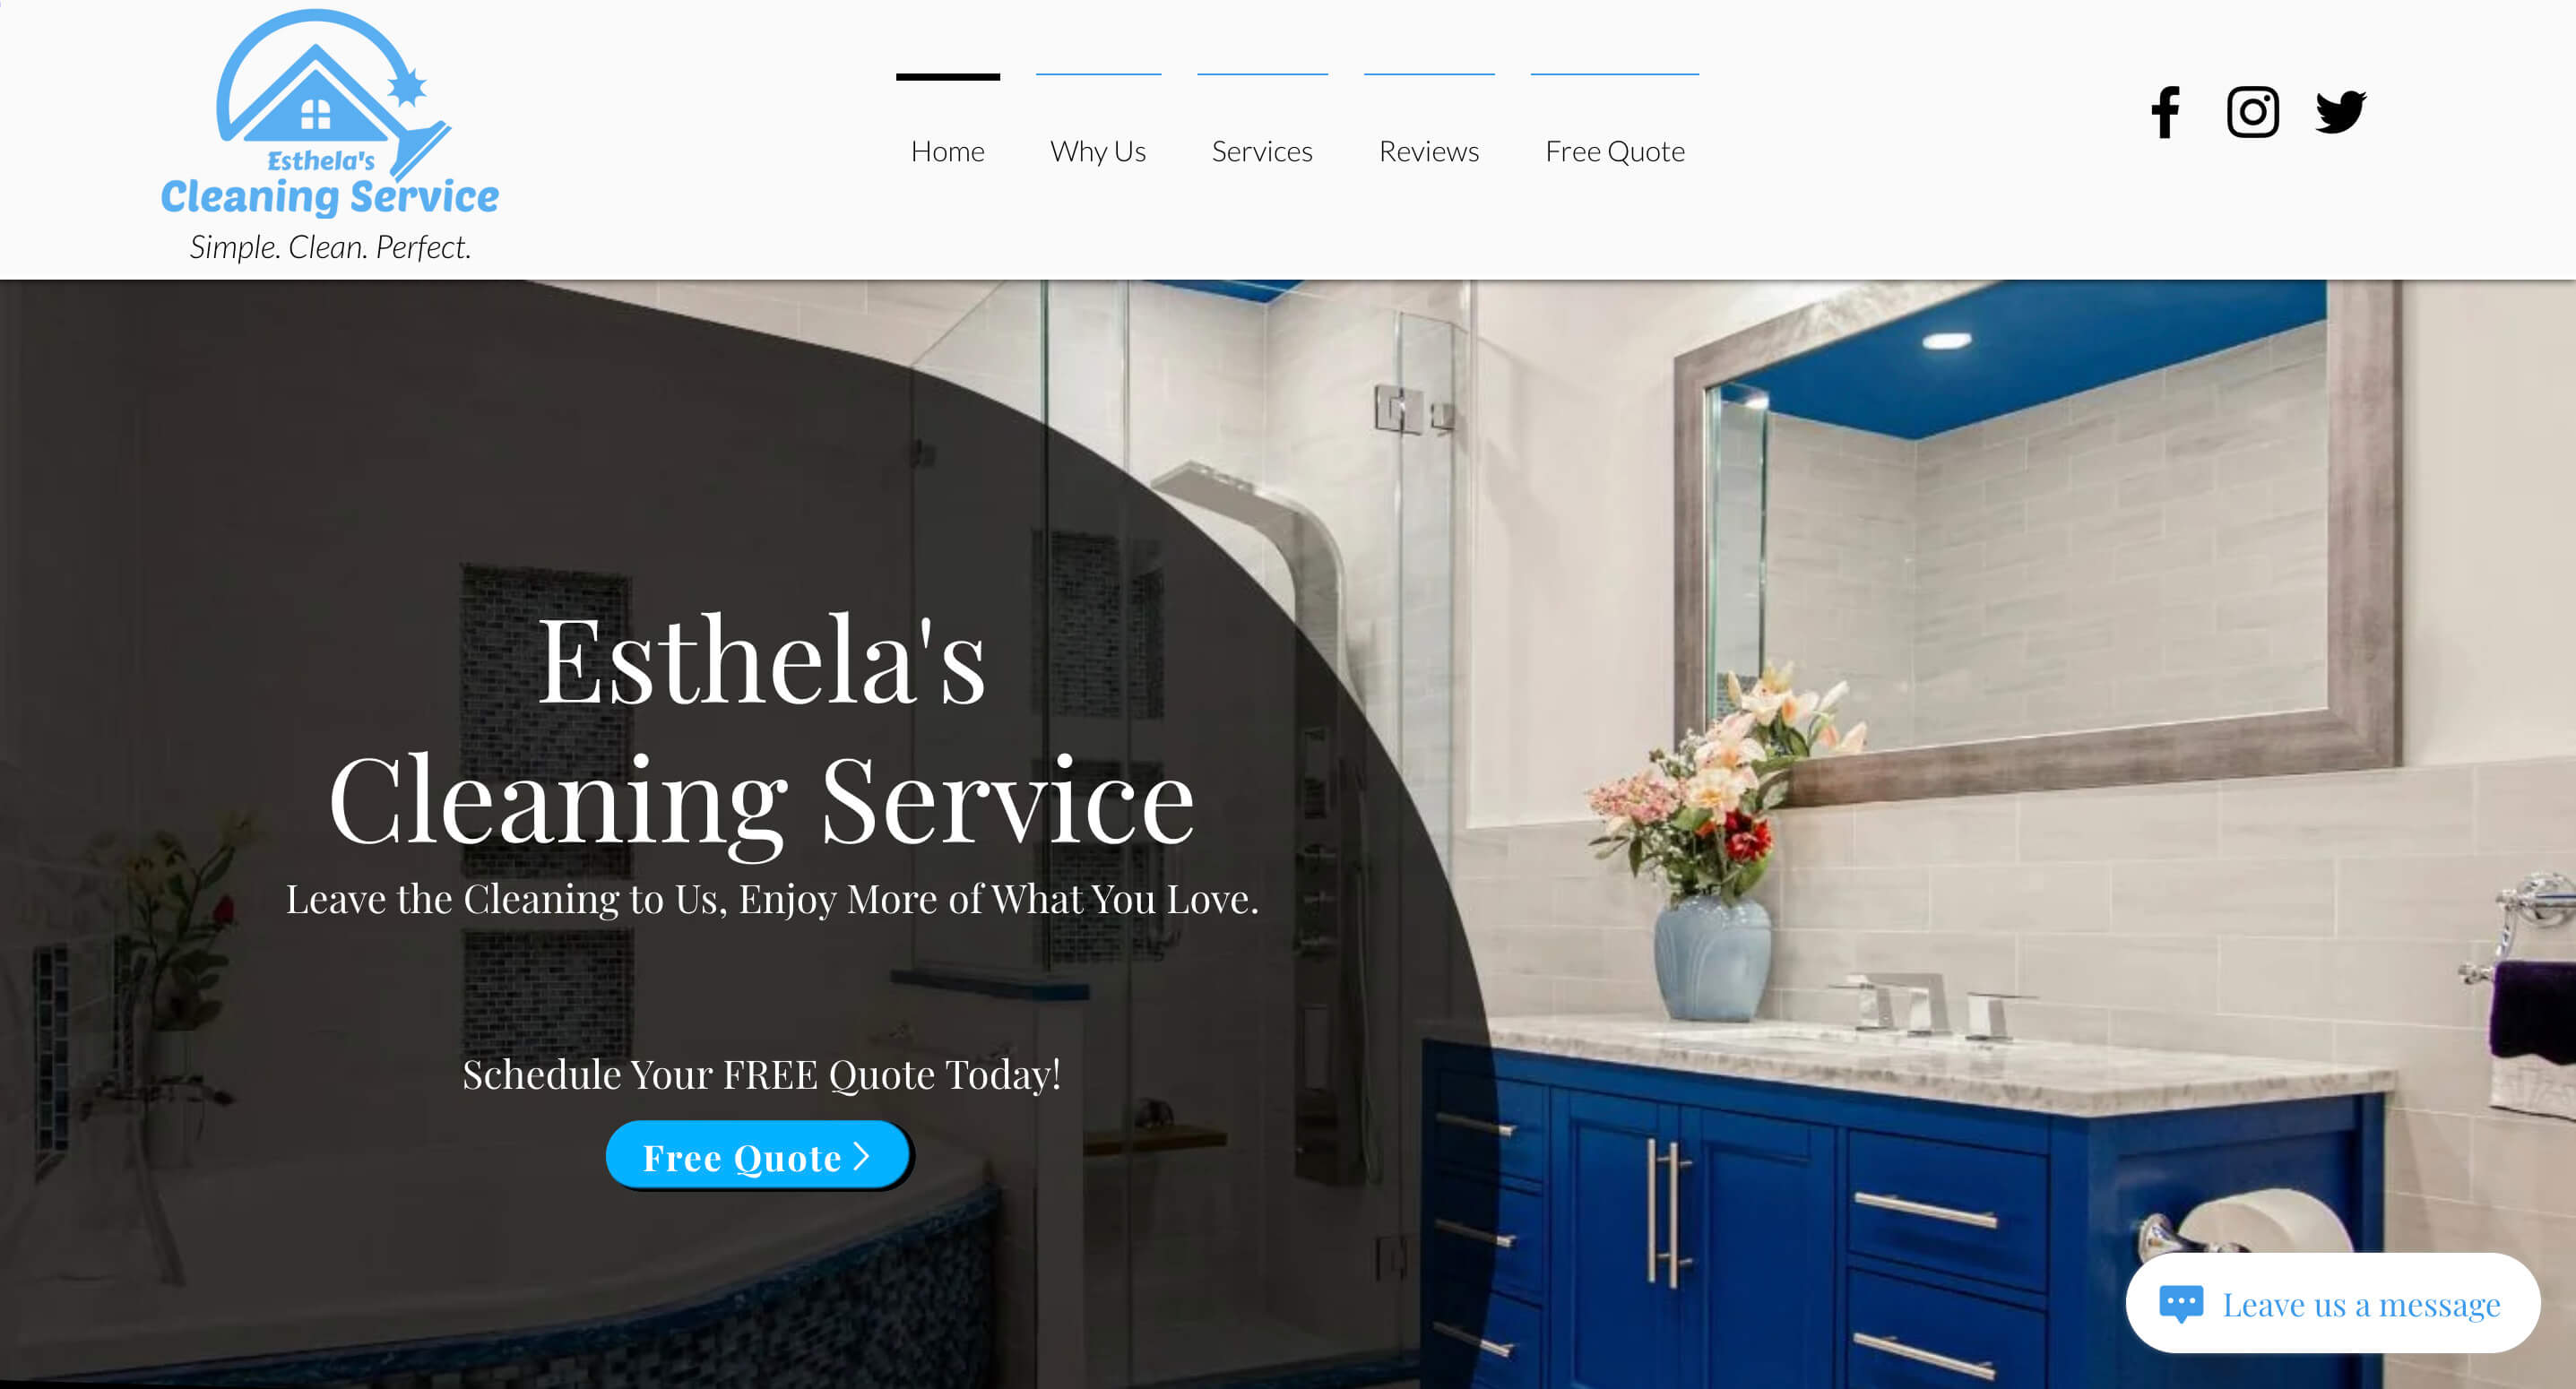 Esthela's
Cleaning Service
Simple. Clean. Perfect.
Home
Why Us
Services
Reviews
Free Quote
Esthela's
Cleaning Service
Leave the Cleaning to Us, Enjoy More of What You Love.
Schedule Your FREE Quote Today!
Free Quote
Leave us a message